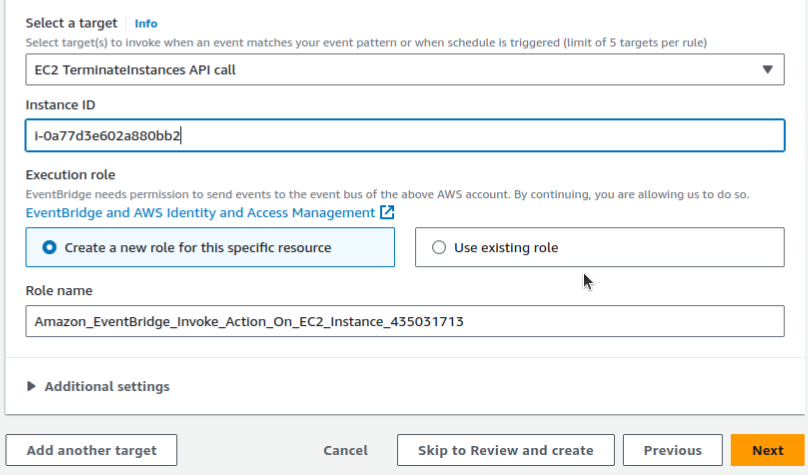 Select a target Info
Select target(s) to invoke when an event matches your event pattern or when schedule is triggered (limit of 5 targets per rule)
EC2 TerminateInstances API call
Instance ID
i-0a77d3e602a880bb2
Execution role
EventBridge needs permission to send events to the event bus of the above AWS account. By continuing, you are allowing us to do so.
EventBridge and AWS Identity and Access Management
Create a new role for this specific resource
Use existing role
Role name
Amazon_EventBridge_Invoke_Action_On_EC2_Instance_435031713
Additional settings
Add another target
Cancel
Skip to Review and create
Previous
Next